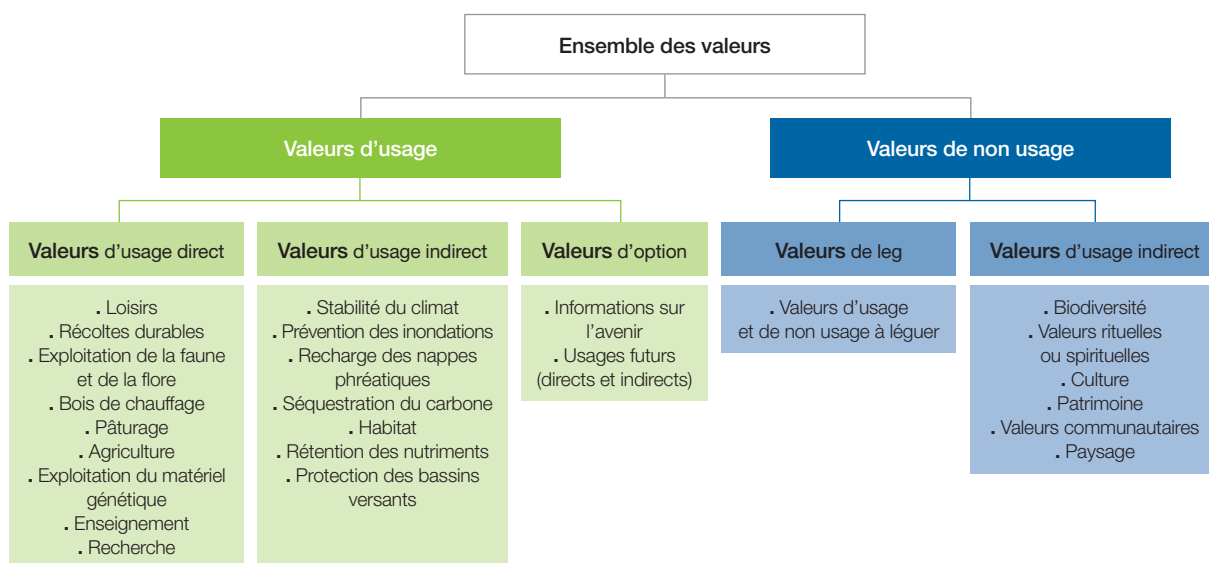 Ensemble des valeurs
Valeurs d'usage
Valeurs de non usage
Valeurs d'usage direct
Valeurs d'usage indirect
Valeurs d'option
Valeurs de leg
Valeurs d'usage indirect
. Loisirs
. Récoltes durables
. Exploitation de la faune
et de la flore
. Bois de chauffage
. Pâturage
. Agriculture
. Exploitation du matériel
génétique
. Enseignement
. Recherche
. Stabilité du climat
. Prévention des inondations
. Recharge des nappes
phréatiques
. Séquestration du carbone
. Habitat
. Rétention des nutriments
. Protection des bassins
versants
. Informations sur
l'avenir
. Usages futurs
(directs et indirects)
. Valeurs d'usage
et de non usage à léguer
. Biodiversité
. Valeurs rituelles
ou spirituelles
. Culture
. Patrimoine
. Valeurs communautaires
. Paysage